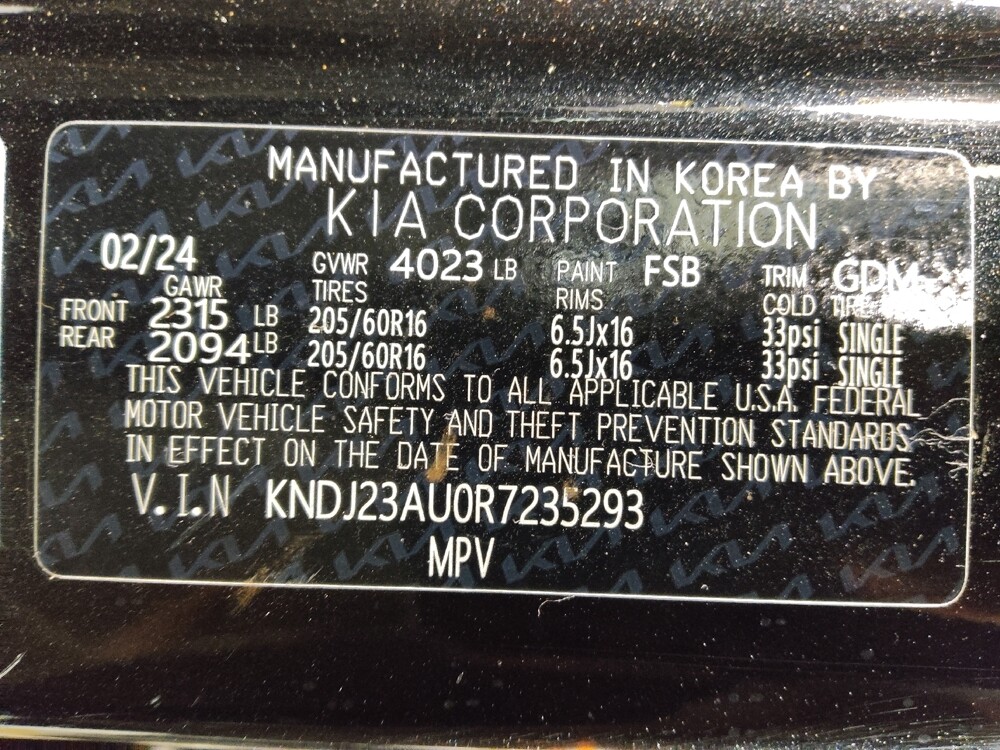 MANUFACTURED IN KOREA BY
KIA CORPORATION
02/24 GVWR 4023 LB PAINT FSB TRIM GDM
GAWR TIRES RIMS COLD TIRE
FRONT 2315 LB 205/60R16 6.5Jx16 33psi SINGLE
REAR 2094 LB 205/60R16 6.5Jx16 33psi SINGLE
THIS VEHICLE CONFORMS TO ALL APPLICABLE U.S.A. FEDERAL
MOTOR VEHICLE SAFETY AND THEFT PREVENTION STANDARDS
IN EFFECT ON THE DATE OF MANUFACTURE SHOWN ABOVE.
V.I.N KNDJ23AU0R7235293
MPV